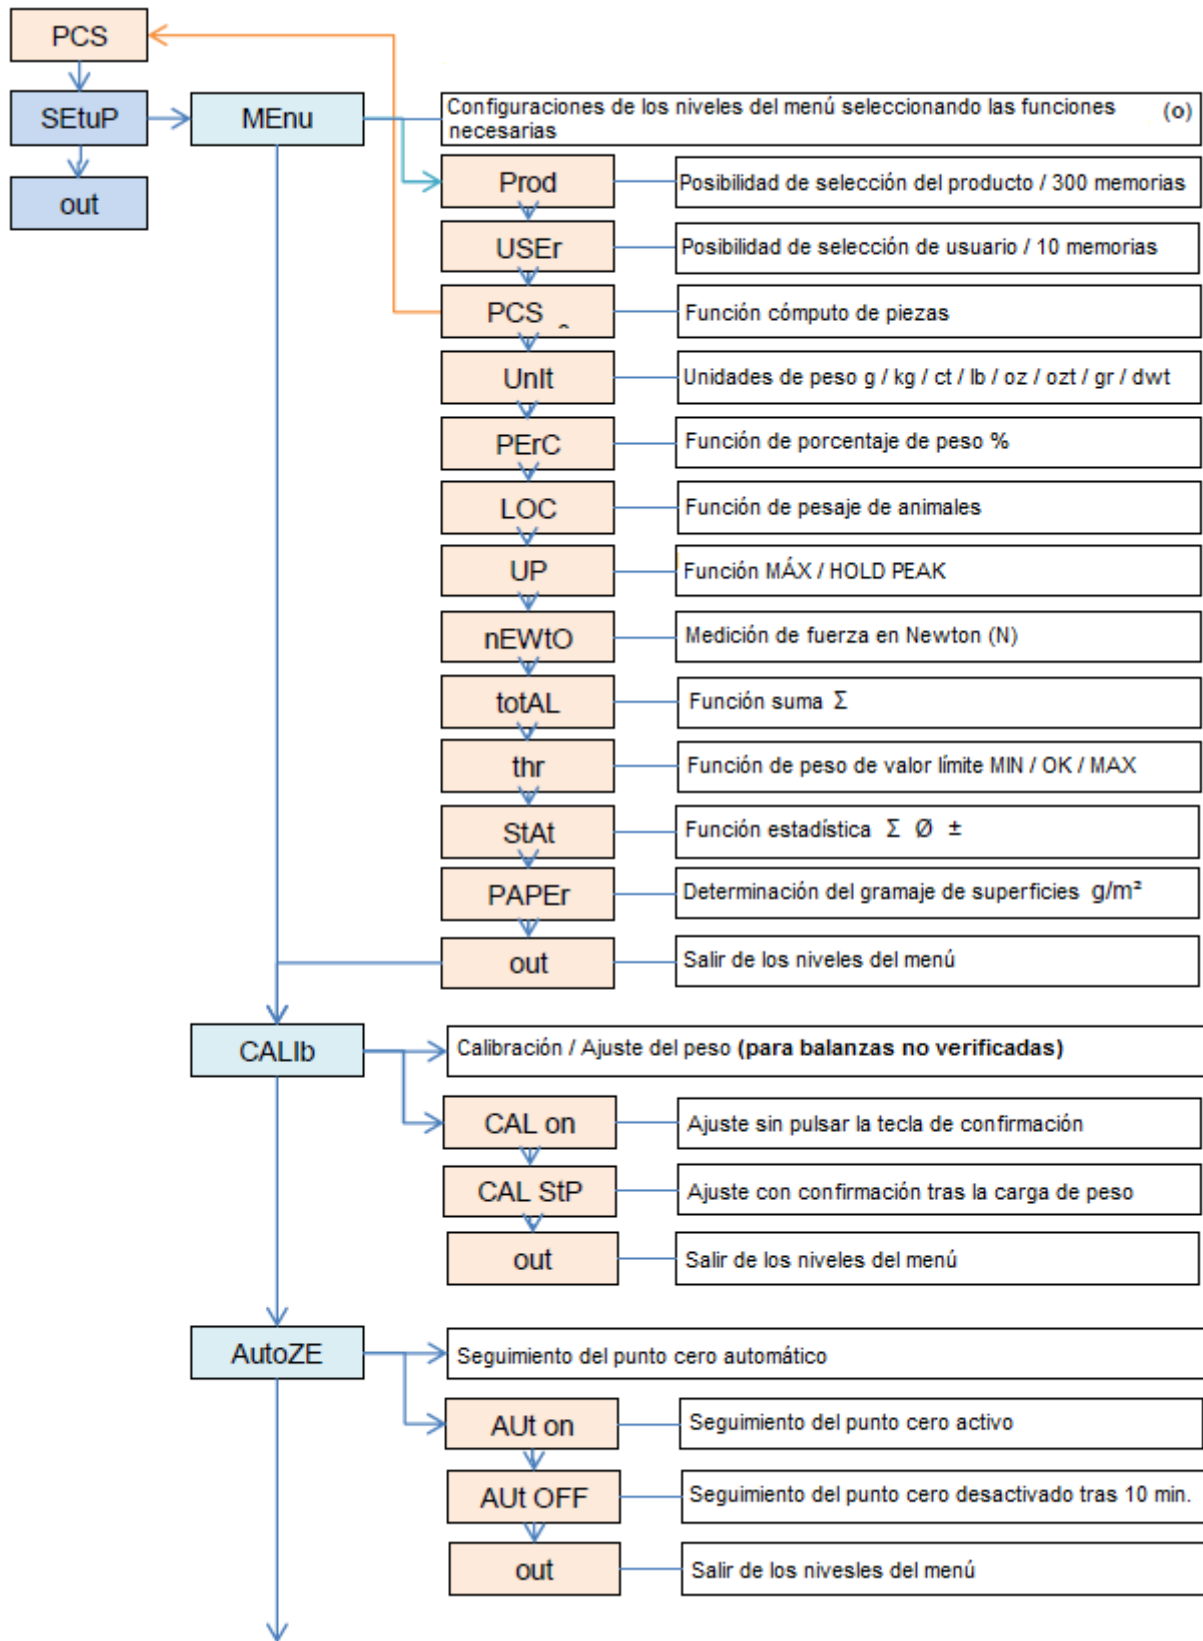 PCS
SEtuP
MEnu
Configuraciones de los niveles del menú seleccionando las funciones (o)
necesarias
out
Prod
Posibilidad de selección del producto / 300 memorias
USEr
Posibilidad de selección de usuario / 10 memorias
PCS
Función cómputo de piezas
UnIt
Unidades de peso g / kg / ct / lb / oz / ozt / gr / dwt
PErC
Función de porcentaje de peso %
LOC
Función de pesaje de animales
UP
Función MÁX / HOLD PEAK
nEWtO
Medición de fuerza en Newton (N)
totAL
Función suma Σ
thr
Función de peso de valor límite MIN / OK / MAX
StAt
Función estadística Σ Ø ±
PAPEr
Determinación del gramaje de superficies g/m²
out
Salir de los niveles del menú
CALIb
Calibración / Ajuste del peso (para balanzas no verificadas)
CAL on
Ajuste sin pulsar la tecla de confirmación
CAL StP
Ajuste con confirmación tras la carga de peso
out
Salir de los niveles del menú
AutoZE
Seguimiento del punto cero automático
AUt on
Seguimiento del punto cero activo
AUt OFF
Seguimiento del punto cero desactivado tras 10 min.
out
Salir de los nivesles del menú